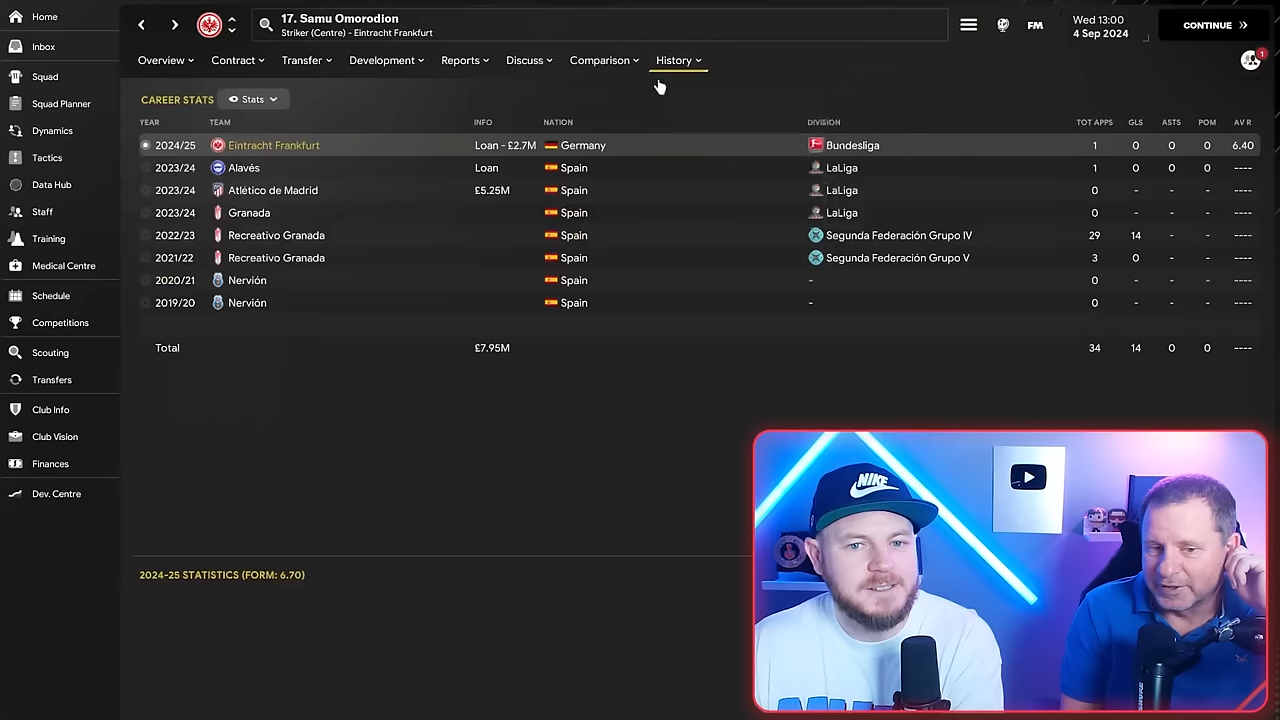 Home
17. Samu Omorodion
Striker (Centre) - Eintracht Frankfurt
FM
Wed 13:00
4 Sep 2024
CONTINUE
Inbox
Squad
Squad Planner
Dynamics
Tactics
Data Hub
Staff
Training
Medical Centre
Schedule
Competitions
Scouting
Transfers
Club Info
Club Vision
Finances
Dev. Centre
Overview Contract Transfer Development Reports Discuss Comparison History
1
CAREER STATS Stats
YEAR TEAM INFO NATION DIVISION TOT APPS GLS ASTS POM AV R
2024/25 Eintracht Frankfurt Loan - £2.7M Germany Bundesliga 1 0 0 0 6.40
2023/24 Alavés Loan Spain LaLiga 1 0 0 0 ----
2023/24 Atlético de Madrid £5.25M Spain LaLiga 0 - - - ----
2023/24 Granada Spain LaLiga 0 - - - ----
2022/23 Recreativo Granada Spain Segunda Federación Grupo IV 29 14 - - ----
2021/22 Recreativo Granada Spain Segunda Federación Grupo V 3 0 - - ----
2020/21 Nervión Spain - 0 - - - ----
2019/20 Nervión Spain - 0 - - - ----
Total £7.95M 34 14 0 0 ----
2024-25 STATISTICS (FORM: 6.70)
NIKE